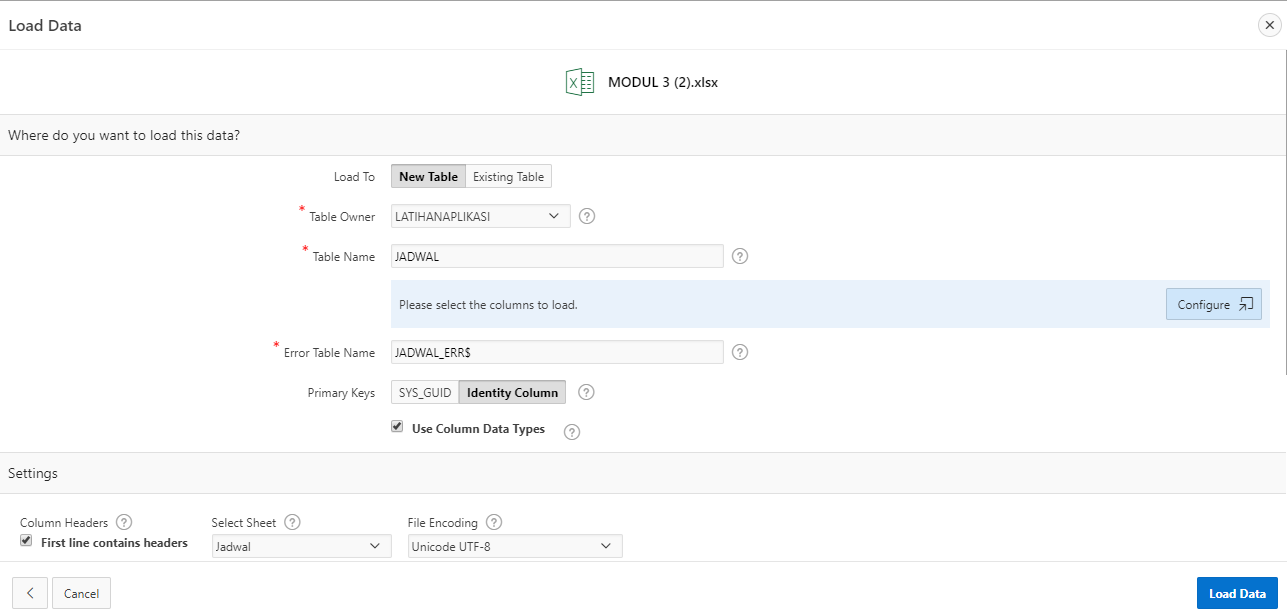 Load Data
MODUL 3 (2).xlsx
Where do you want to load this data?
Load To New Table Existing Table
* Table Owner LATIHANAPLIKASI ?
* Table Name JADWAL ?
Please select the columns to load. Configure
* Error Table Name JADWAL_ERR$ ?
Primary Keys SYS_GUID Identity Column ?
Use Column Data Types ?
Settings
Column Headers ? Select Sheet ? File Encoding ?
First line contains headers Jadwal Unicode UTF-8
Cancel Load Data